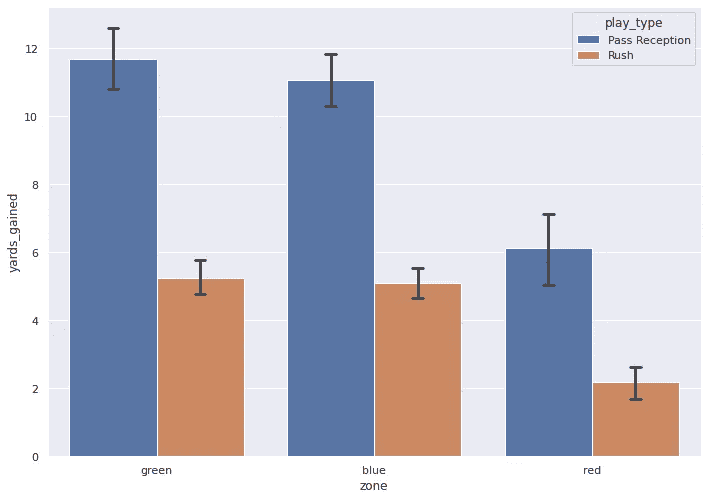 play_type
Pass Reception
Rush
yards_gained
12
10
8
6
4
2
0
green
blue
red
zone